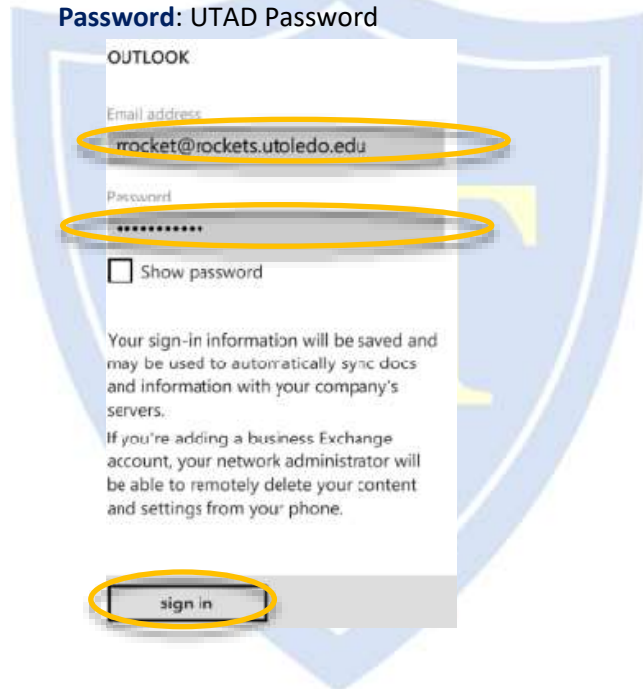 Password: UTAD Password
OUTLOOK
Email address
rrocket@rockets.utoledo.edu
Password
•••••••••••
Show password
Your sign-in information will be saved and
may be used to automatically sync docs
and information with your company's
servers.
If you're adding a business Exchange
account, your network administrator will
be able to remotely delete your content
and settings from your phone.
sign in